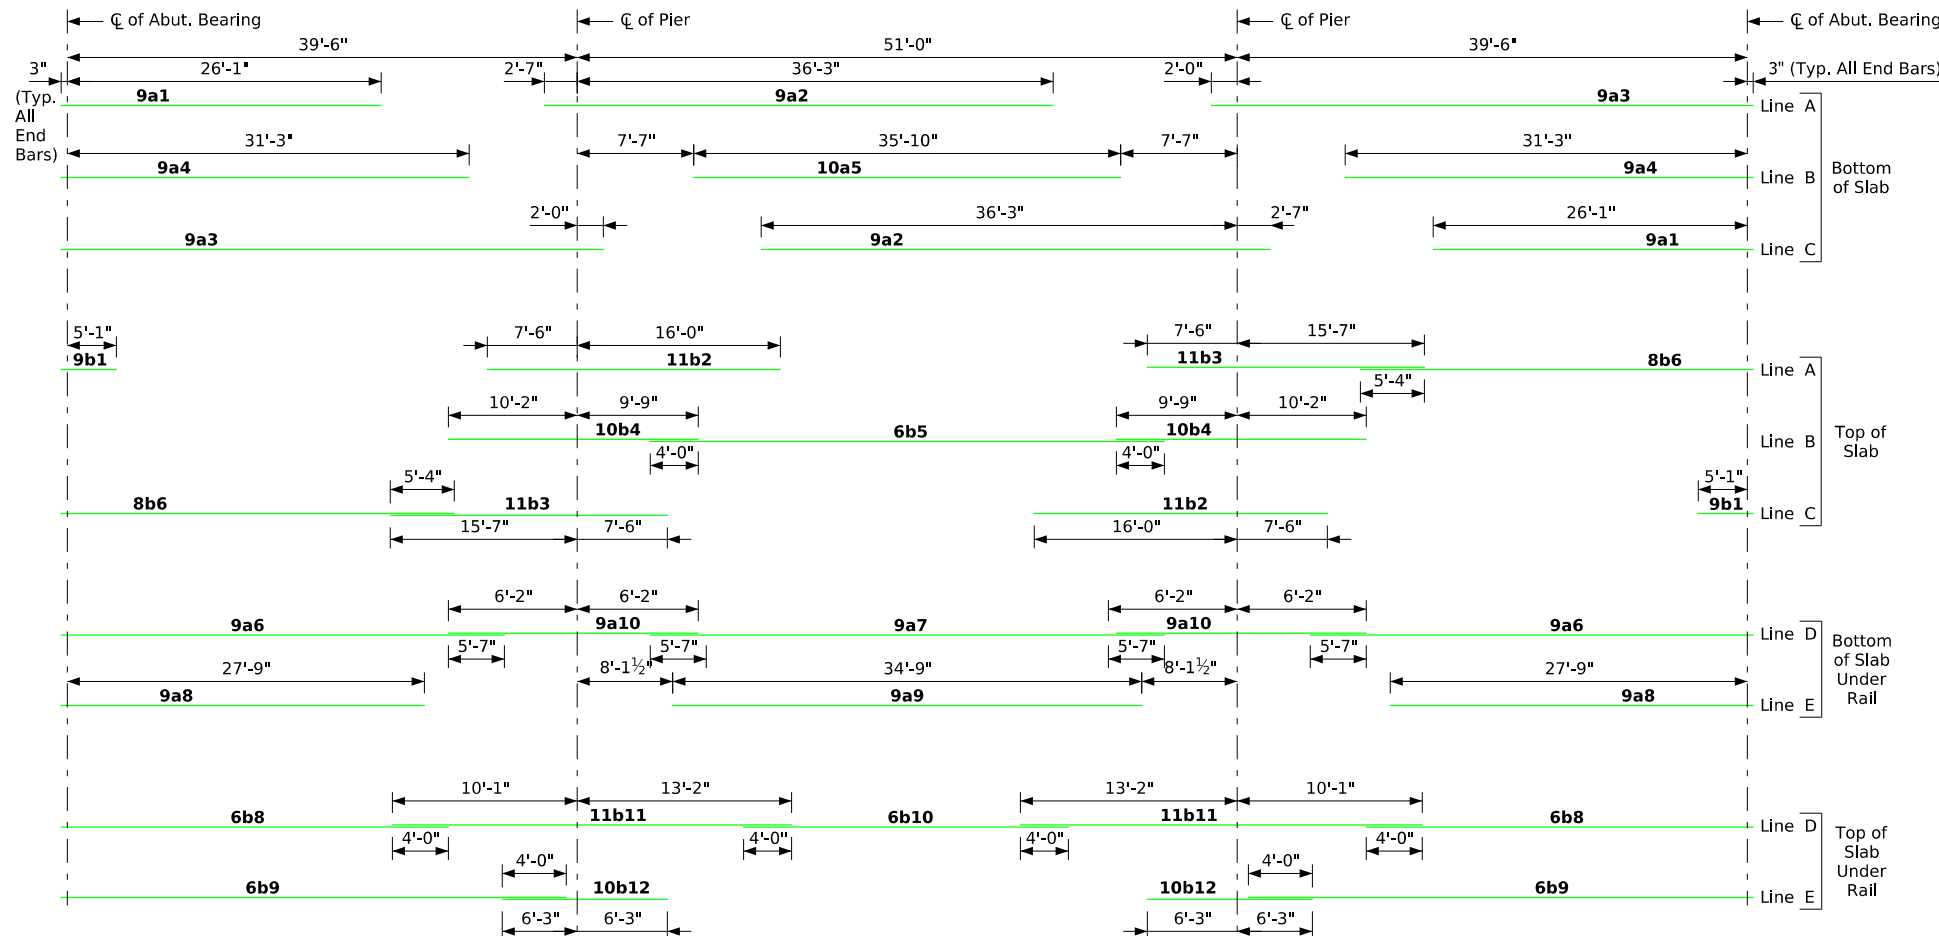 ℄ of Abut. Bearing
℄ of Pier
℄ of Pier
℄ of Abut. Bearing
39'-6"
51'-0"
39'-6"
3"
26'-1"
2'-7"
36'-3"
2'-0"
3" (Typ. All End Bars)
(Typ.
All
End
Bars)
9a1
9a2
9a3
Line A
31'-3"
7'-7"
35'-10"
7'-7"
31'-3"
9a4
10a5
9a4
Line B
Bottom
of Slab
2'-0"
36'-3"
2'-7"
26'-1"
9a3
9a2
9a1
Line C
5'-1"
7'-6"
16'-0"
7'-6"
15'-7"
9b1
11b2
11b3
8b6
Line A
5'-4"
10'-2"
9'-9"
9'-9"
10'-2"
10b4
6b5
10b4
Line B
Top of
Slab
4'-0"
4'-0"
5'-4"
5'-1"
8b6
11b3
11b2
9b1
Line C
15'-7"
7'-6"
16'-0"
7'-6"
6'-2"
6'-2"
6'-2"
6'-2"
9a6
9a10
9a7
9a10
9a6
Line D
5'-7"
5'-7"
5'-7"
5'-7"
Bottom
of Slab
Under
Rail
27'-9"
8'-1½"
34'-9"
8'-1½"
27'-9"
9a8
9a9
9a8
Line E
10'-1"
13'-2"
13'-2"
10'-1"
6b8
11b11
6b10
11b11
6b8
Line D
4'-0"
4'-0"
4'-0"
4'-0"
Top of
Slab
Under
Rail
4'-0"
4'-0"
6b9
10b12
10b12
6b9
Line E
6'-3"
6'-3"
6'-3"
6'-3"